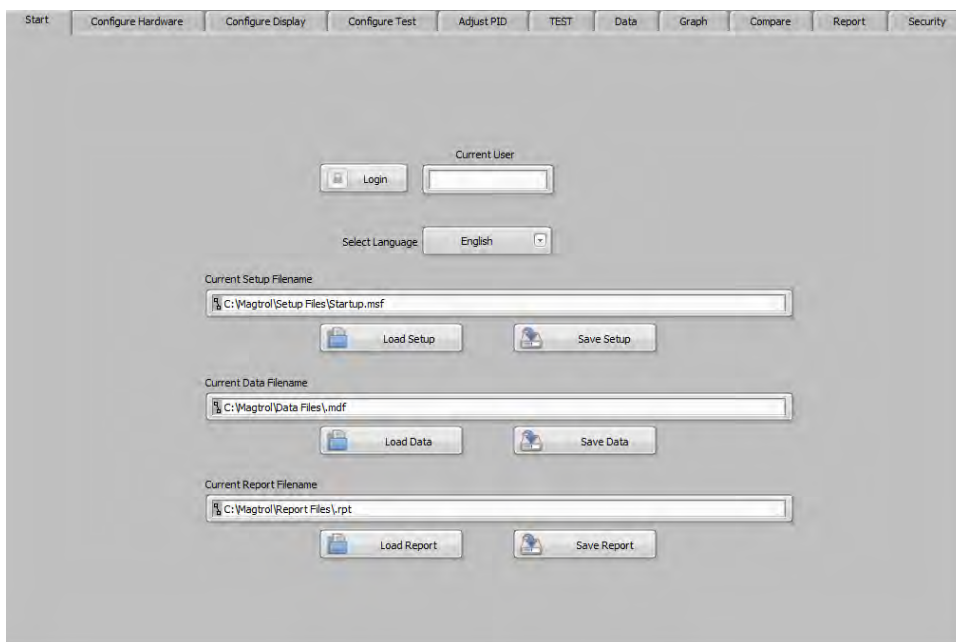 Start Configure Hardware Configure Display Configure Test Adjust PID TEST Data Graph Compare Report Security
Current User
Login
Select Language English
Current Setup Filename
C:\Magtrol\Setup Files\Startup.msf
Load Setup Save Setup
Current Data Filename
C:\Magtrol\Data Files\.mdf
Load Data Save Data
Current Report Filename
C:\Magtrol\Report Files\.rpt
Load Report Save Report